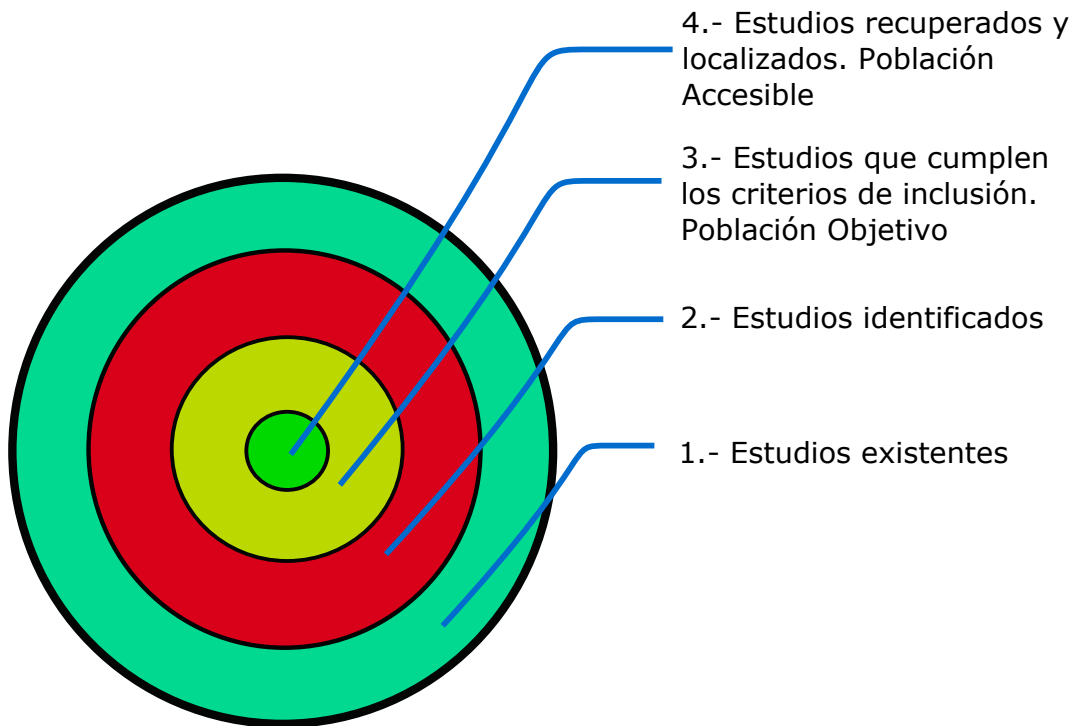 4.- Estudios recuperados y
localizados. Población
Accesible
3.- Estudios que cumplen
los criterios de inclusión.
Población Objetivo
2.- Estudios identificados
1.- Estudios existentes